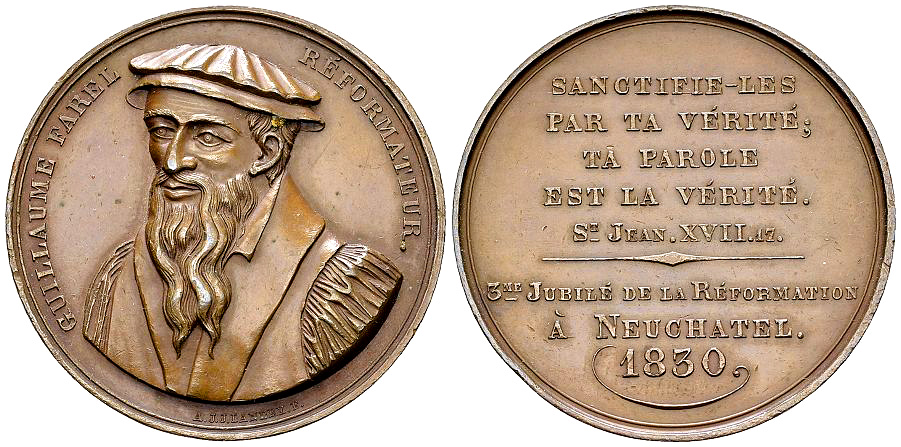 GUILLAUME FAREL RÉFORMATEUR.
SANCTIFIE-LES
PAR TA VÉRITÉ;
TA PAROLE
EST LA VÉRITÉ.
ST. JEAN. XVII.17.
3ME JUBILÉ DE LA RÉFORMATION
À NEUCHATEL.
1830.